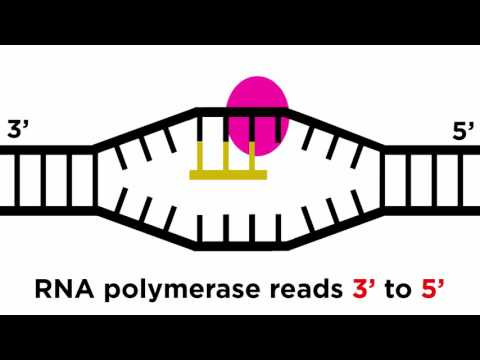 3’
5’
RNA polymerase reads 3’ to 5’